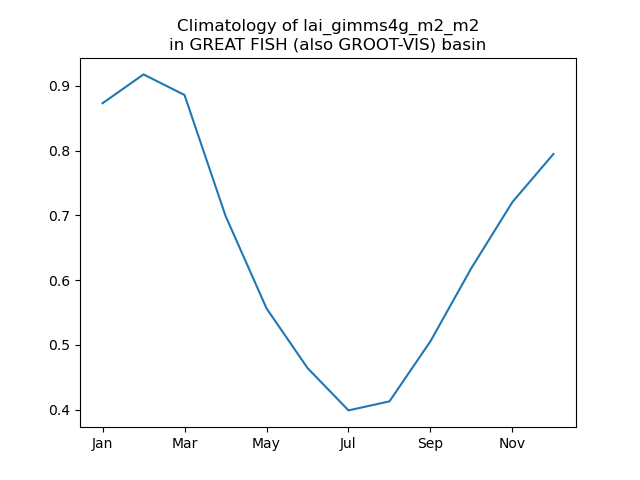 Climatology of lai_gimms4g_m2_m2
in GREAT FISH (also GROOT-VIS) basin
0.9
0.8
0.7
0.6
0.5
0.4
Jan Mar May Jul Sep Nov